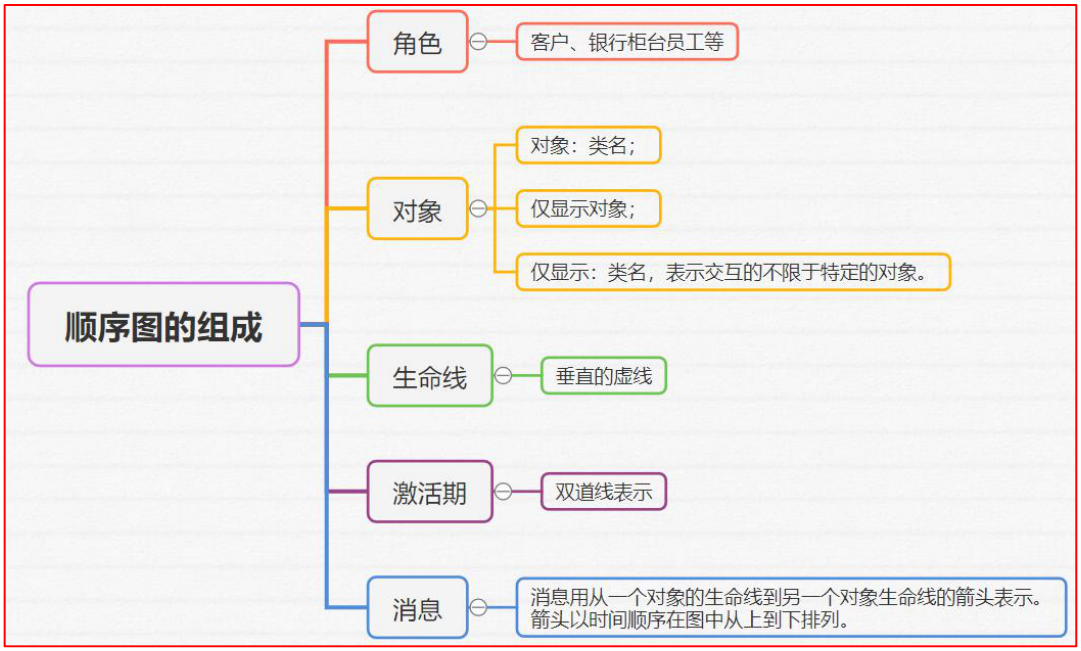 顺序图的组成
角色
客户、银行柜台员工等
对象
对象：类名；
仅显示对象；
仅显示：类名，表示交互的不限于特定的对象。
生命线
垂直的虚线
激活期
双道线表示
消息
消息用从一个对象的生命线到另一个对象生命线的箭头表示。
箭头以时间顺序在图中从上到下排列。